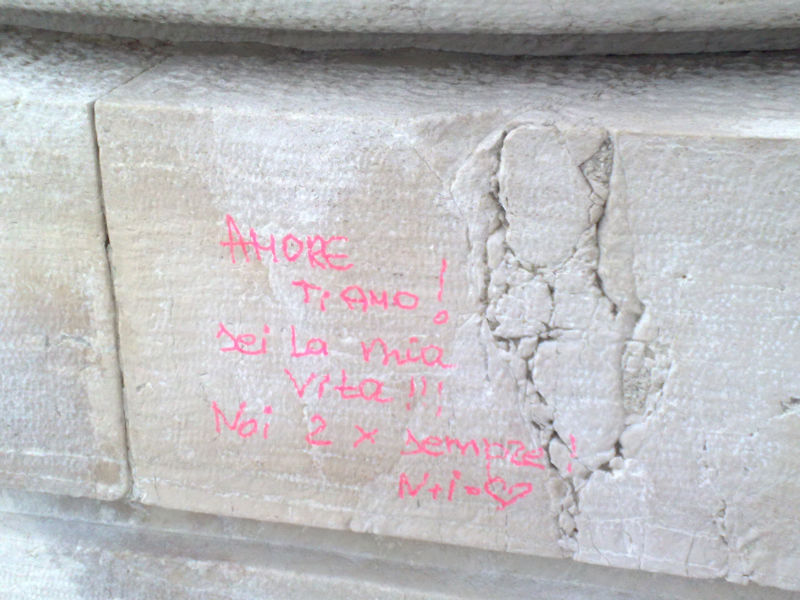 AMORE
Ti AMO!
sei La mia
Vita!!!
Noi 2 x sempre!
N+i=♡